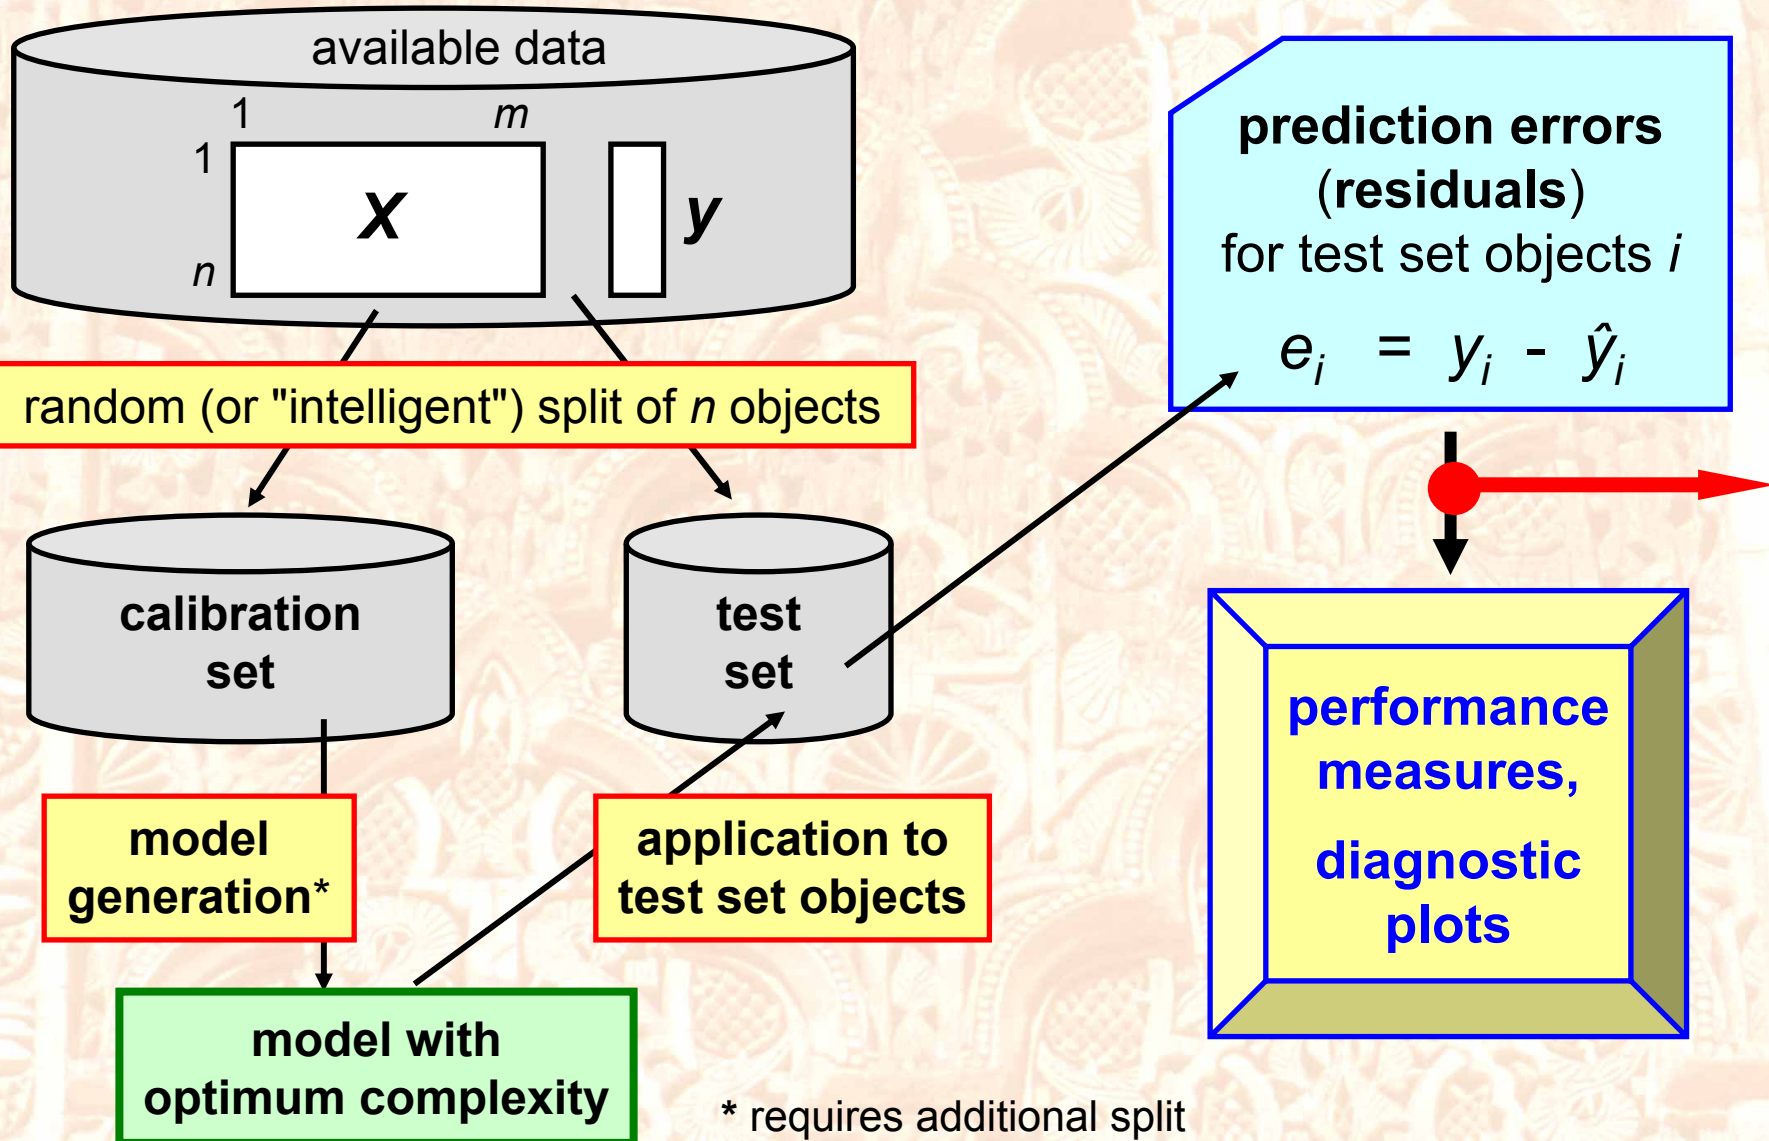 available data
1 m
1
X y
n
random (or "intelligent") split of n objects
calibration
set
test
set
model
generation*
application to
test set objects
model with
optimum complexity
* requires additional split
prediction errors
(residuals)
for test set objects i
eᵢ = yᵢ - ŷᵢ
performance
measures,
diagnostic
plots